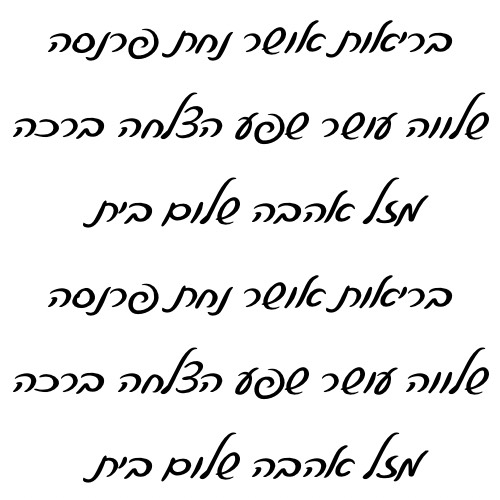 בריאות אושר נחת פרנסה
שלווה עושר שפע הצלחה ברכה
מזל אהבה שלום בית
בריאות אושר נחת פרנסה
שלווה עושר שפע הצלחה ברכה
מזל אהבה שלום בית